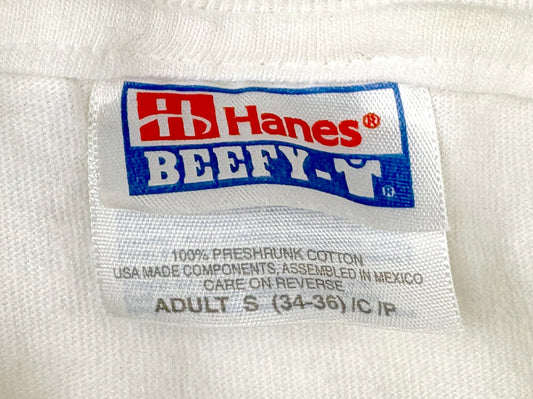 Hanes®
BEEFY-T®
100% PRESHRUNK COTTON
USA MADE COMPONENTS, ASSEMBLED IN MEXICO
CARE ON REVERSE
ADULT S (34-36) /C /P